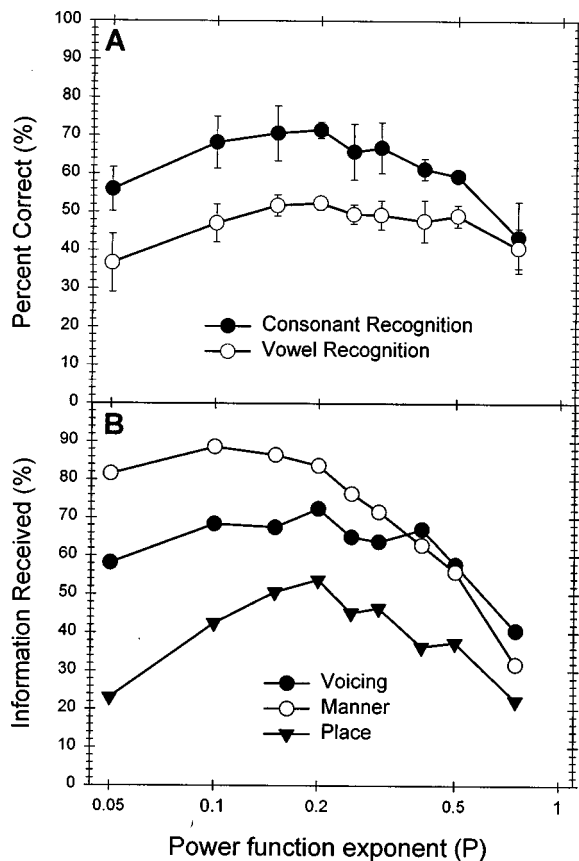 100
A
90
80
70
60
50
40
30
20
10
0
Percent Correct (%)
Consonant Recognition
Vowel Recognition
B
90
80
70
60
50
40
30
20
10
0
Information Received (%)
Voicing
Manner
Place
0.05 0.1 0.2 0.5 1
Power function exponent (P)